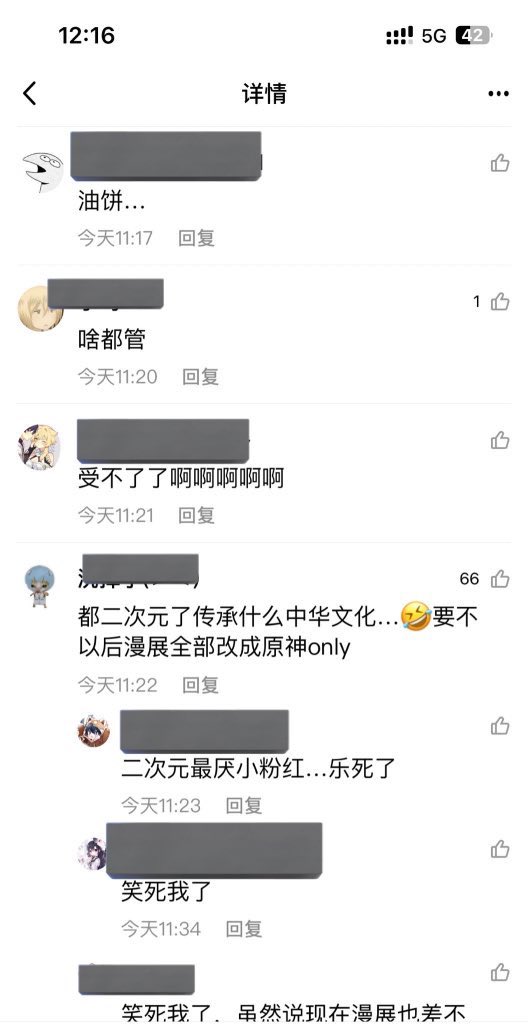 12:16
5G 42
详情
油饼...
今天11:17 回复
1
啥都管
今天11:20 回复
受不了了啊啊啊啊啊
今天11:21 回复
66
都二次元了传承什么中华文化...🤣要不
以后漫展全部改成原神only
今天11:22 回复
二次元最厌小粉红...乐死了
今天11:23 回复
笑死我了
今天11:34 回复
笑死我了，虽然说现在漫展也差不